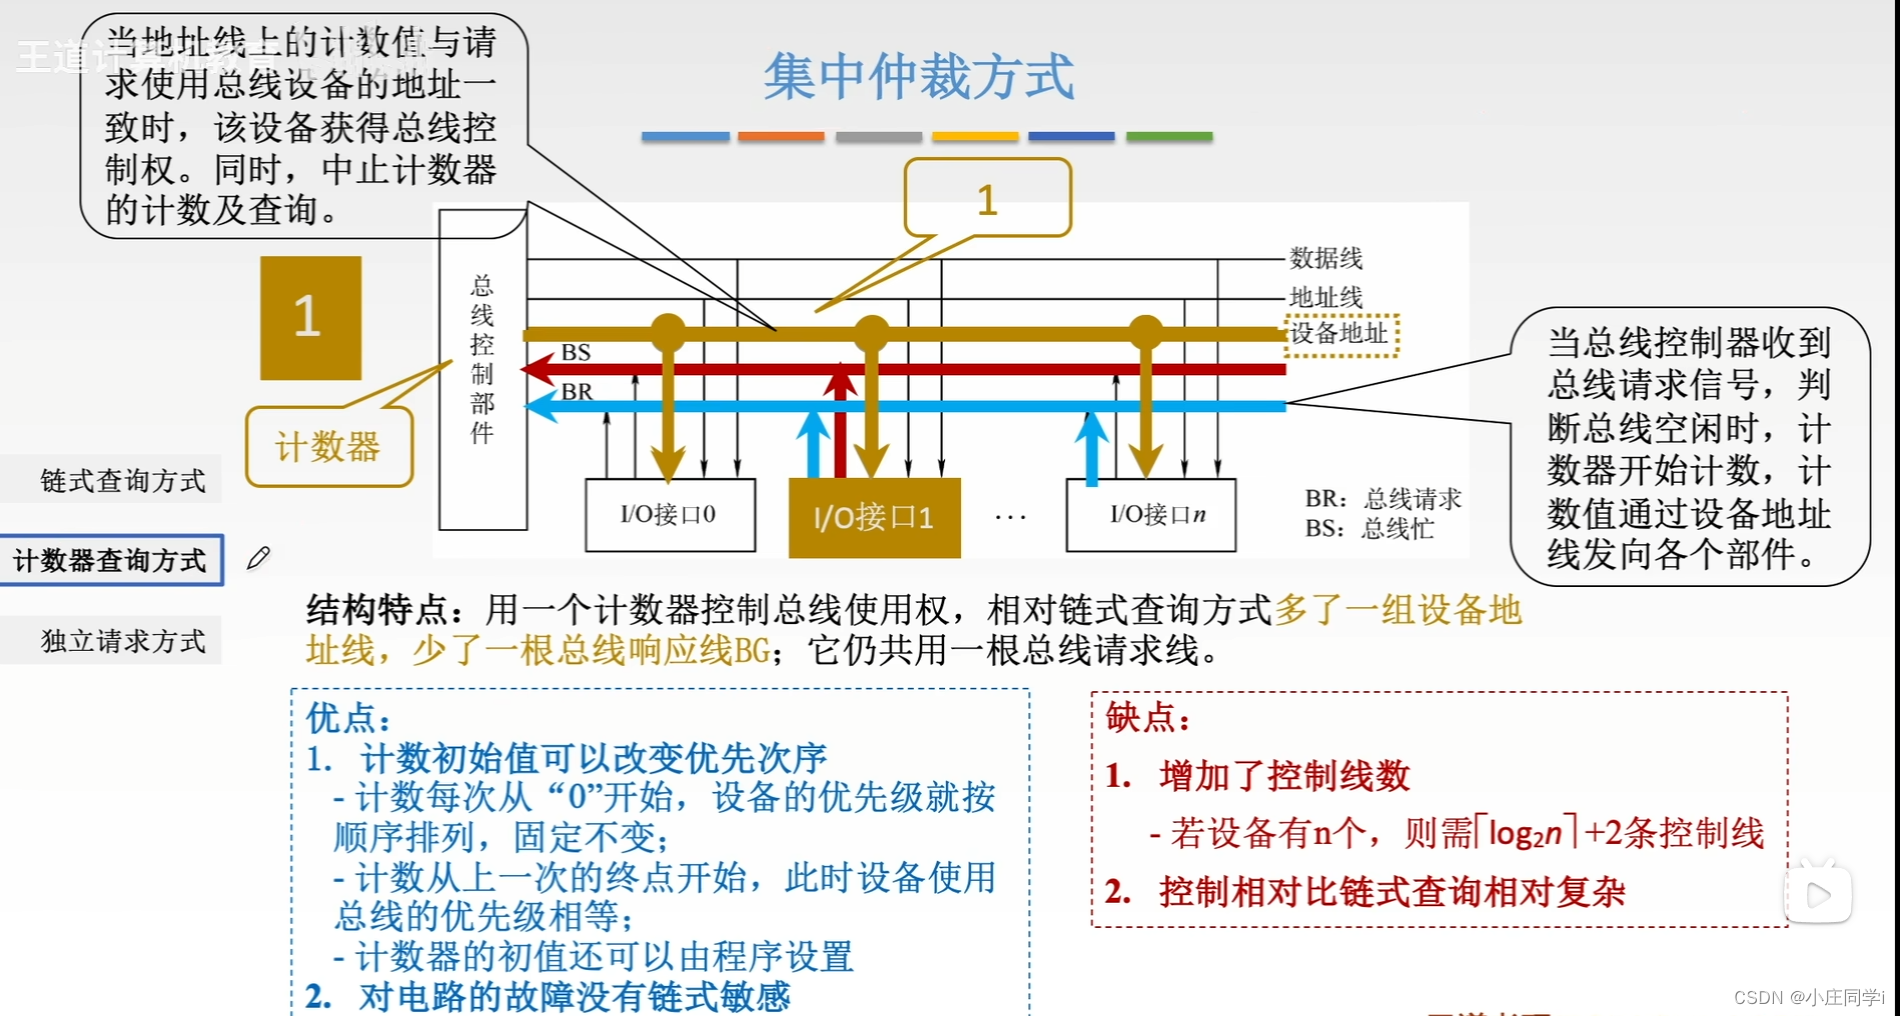 王道计算机教育
当地址线上的计数值与请
求使用总线设备的地址一
致时，该设备获得总线控
制权。同时，中止计数器
的计数及查询。
集中仲裁方式
1
1
计数器
总线控制部件
数据线
地址线
设备地址
BS
BR
I/O接口0
I/O接口1
...
I/O接口n
BR：总线请求
BS：总线忙
当总线控制器收到
总线请求信号，判
断总线空闲时，计
数器开始计数，计
数值通过设备地址
线发向各个部件。
链式查询方式
计数器查询方式
独立请求方式
结构特点：用一个计数器控制总线使用权，相对链式查询方式多了一组设备地
址线，少了一根总线响应线BG；它仍共用一根总线请求线。
优点：
1. 计数初始值可以改变优先次序
- 计数每次从“0”开始，设备的优先级就按
顺序排列，固定不变；
- 计数从上一次的终点开始，此时设备使用
总线的优先级相等；
- 计数器的初值还可以由程序设置
2. 对电路的故障没有链式敏感
缺点：
1. 增加了控制线数
- 若设备有n个，则需⌈log₂n⌉+2条控制线
2. 控制相对比链式查询相对复杂
CSDN @小庄同学i